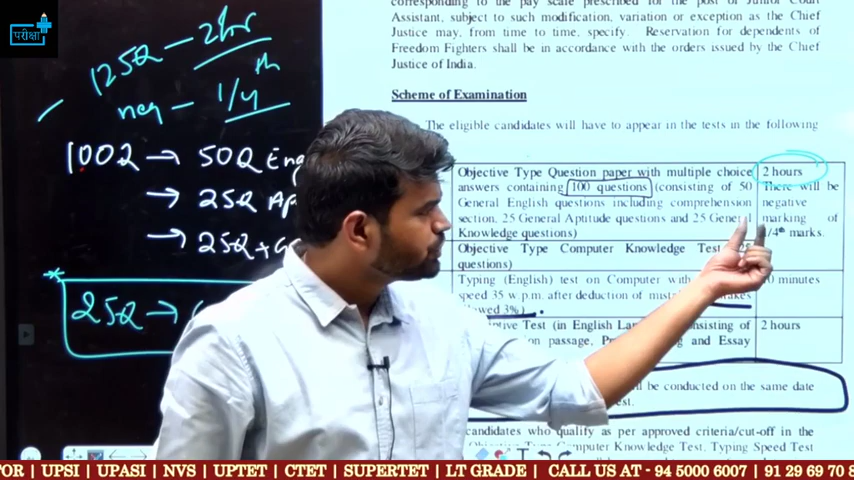 परीक्षा
125Q – 2hr
neg – 1/4th
100Q → 50Q Eng
→ 25Q Ap
→ 25Q + G
* 25Q →
corresponding to the pay scale prescribed for the post of Junior Court
Assistant, subject to such modification, variation or exception as the Chief
Justice may, from time to time, specify. Reservation for dependents of
Freedom Fighters shall be in accordance with the orders issued by the Chief
Justice of India.
Scheme of Examination
The eligible candidates will have to appear in the tests in the following
Objective Type Question paper with multiple choice
answers containing 100 questions (consisting of 50
General English questions including comprehension
section, 25 General Aptitude questions and 25 General
Knowledge questions)
2 hours
There will be
negative
marking of
1/4th marks.
Objective Type Computer Knowledge Test
questions)
Typing (English) test on Computer with
speed 35 w.p.m. after deduction of
3%)
minutes
Test (in English consisting of
passage, and Essay
2 hours
be conducted on the same date
candidates who qualify as per approved criteria/cut-off in the
Computer Knowledge Test, Typing Speed Test
TOR | UPSI | UPASI | NVS | UPTET | CTET | SUPERTET | LT GRADE | CALL US AT - 94 5000 6007 | 91 29 69 70 8